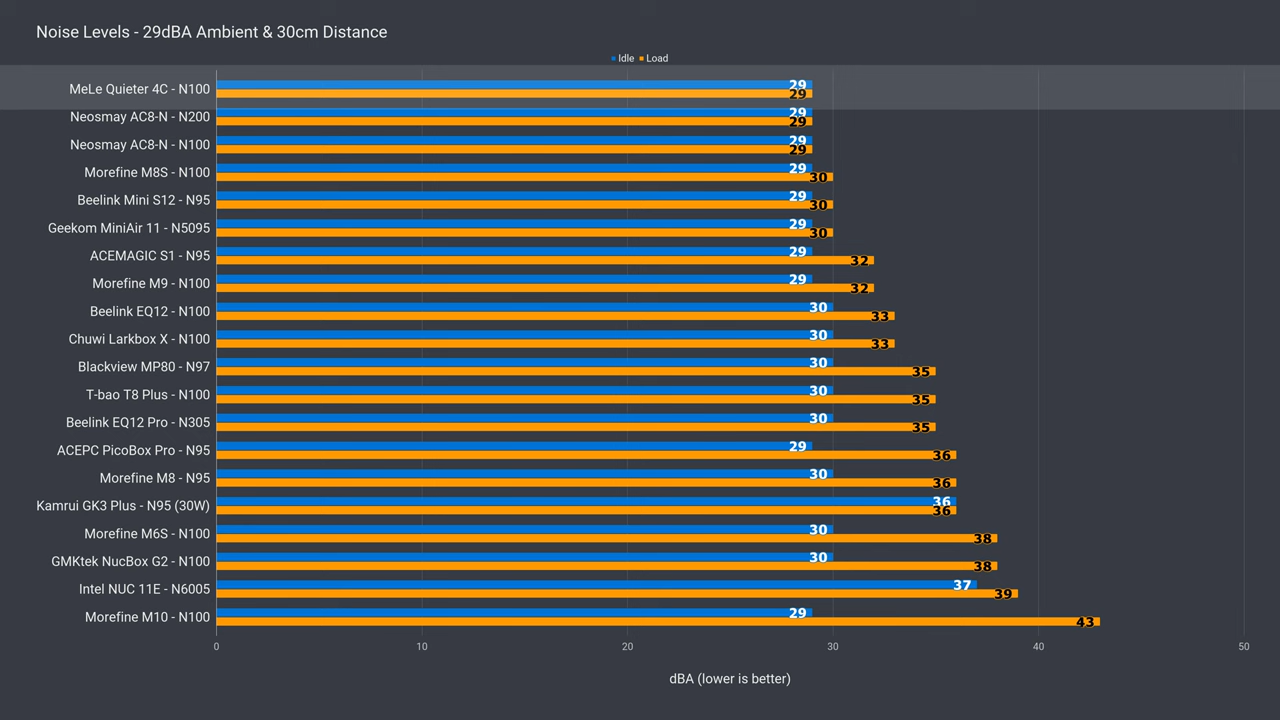 Noise Levels - 29dBA Ambient & 30cm Distance
Idle Load
MeLe Quieter 4C - N100 29 29
Neosmay AC8-N - N200 29 29
Neosmay AC8-N - N100 29 29
Morefine M8S - N100 29 30
Beelink Mini S12 - N95 29 30
Geekom MiniAir 11 - N5095 29 30
ACEMAGIC S1 - N95 29 32
Morefine M9 - N100 29 32
Beelink EQ12 - N100 30 33
Chuwi Larkbox X - N100 30 33
Blackview MP80 - N97 30 35
T-bao T8 Plus - N100 30 35
Beelink EQ12 Pro - N305 30 35
ACEPC PicoBox Pro - N95 29 36
Morefine M8 - N95 30 36
Kamrui GK3 Plus - N95 (30W) 36 36
Morefine M6S - N100 30 38
GMKtek NucBox G2 - N100 30 38
Intel NUC 11E - N6005 37 39
Morefine M10 - N100 29 43
0 10 20 30 40 50
dBA (lower is better)